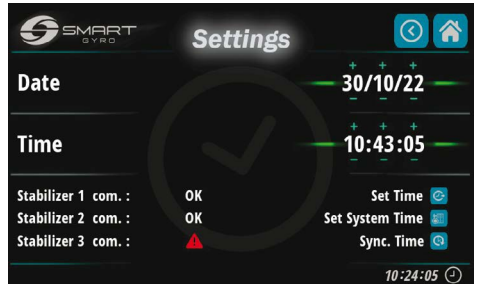 SMART
GYRO
Settings
Date
+ + +
30/10/22
− − −
Time
+ + +
10:43:05
− − −
Stabilizer 1 com. : OK Set Time
Stabilizer 2 com. : OK Set System Time
Stabilizer 3 com. : Sync. Time
10:24:05